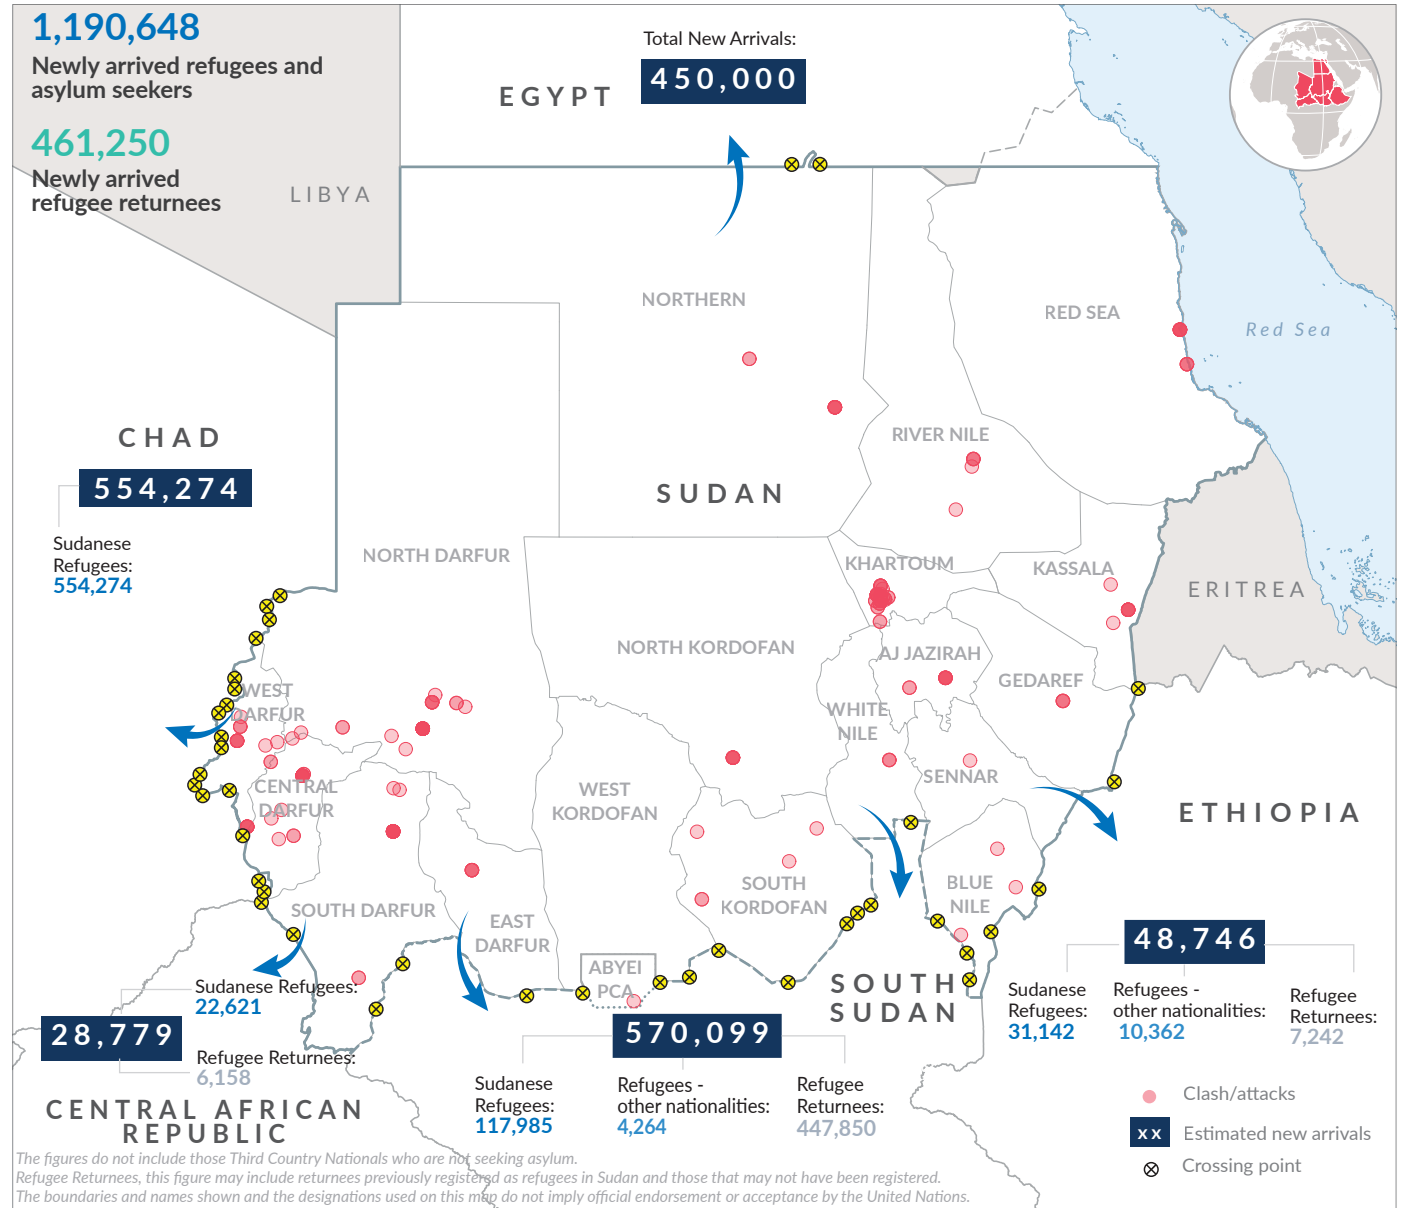 1,190,648
Newly arrived refugees and
asylum seekers
461,250
Newly arrived
refugee returnees
LIBYA
EGYPT
Total New Arrivals:
450,000
NORTHERN
RED SEA
Red Sea
CHAD
554,274
Sudanese
Refugees:
554,274
RIVER NILE
SUDAN
NORTH DARFUR
KHARTOUM
KASSALA
ERITREA
NORTH KORDOFAN
AJ JAZIRAH
GEDAREF
WEST
DARFUR
WHITE
NILE
CENTRAL
DARFUR
WEST
KORDOFAN
SENNAR
ETHIOPIA
SOUTH
KORDOFAN
BLUE
NILE
SOUTH DARFUR
EAST
DARFUR
ABYEI
PCA
SOUTH
SUDAN
48,746
Sudanese
Refugees:
31,142
Refugees -
other nationalities:
10,362
Refugee
Returnees:
7,242
Sudanese Refugees:
22,621
28,779
Refugee Returnees:
6,158
CENTRAL AFRICAN
REPUBLIC
570,099
Sudanese
Refugees:
117,985
Refugees -
other nationalities:
4,264
Refugee
Returnees:
447,850
Clash/attacks
xx Estimated new arrivals
Crossing point
The figures do not include those Third Country Nationals who are not seeking asylum.
Refugee Returnees, this figure may include returnees previously registered as refugees in Sudan and those that may not have been registered.
The boundaries and names shown and the designations used on this map do not imply official endorsement or acceptance by the United Nations.